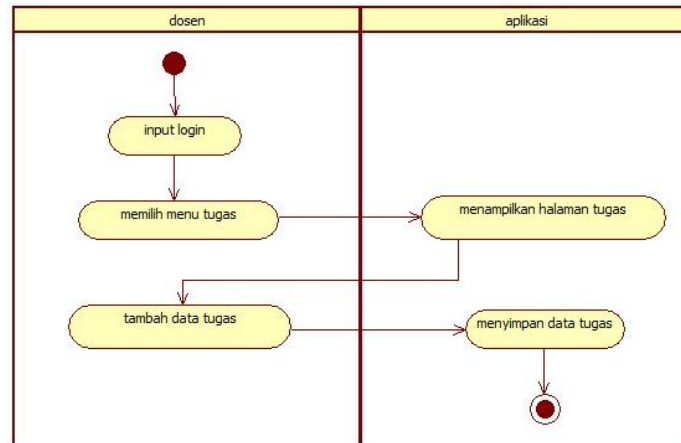 dosen
aplikasi
input login
memilih menu tugas
menampilkan halaman tugas
tambah data tugas
menyimpan data tugas